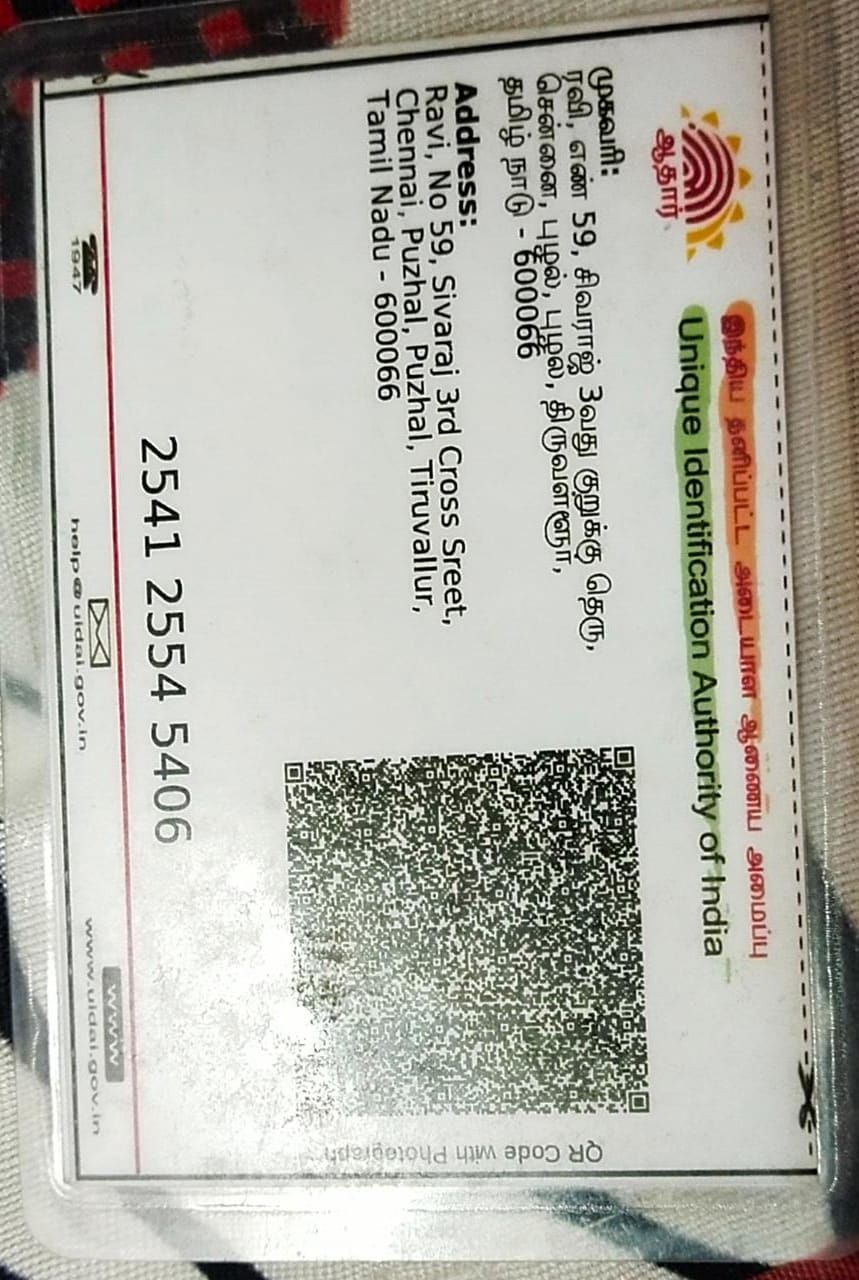 இந்திய தனிப்பட்ட அடையாள ஆணைய அமைப்பு
Unique Identification Authority of India
ஆதார்
முகவரி:
ரவி, எண் 59, சிவராஜ் 3வது குறுக்கு தெரு,
சென்னை, புழல், புழல், திருவள்ளூர்,
தமிழ் நாடு - 600066
Address:
Ravi, No 59, Sivaraj 3rd Cross Sreet,
Chennai, Puzhal, Puzhal, Tiruvallur,
Tamil Nadu - 600066
QR Code with Photograph
2541 2554 5406
1947
help@uidai.gov.in
www
www.uidai.gov.in